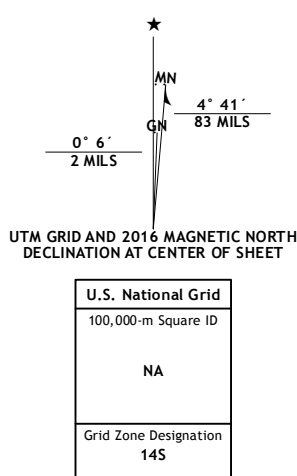 ★
MN
4° 41´
83 MILS
GN
0° 6´
2 MILS
UTM GRID AND 2016 MAGNETIC NORTH
DECLINATION AT CENTER OF SHEET
U.S. National Grid
100,000-m Square ID
NA
Grid Zone Designation
14S